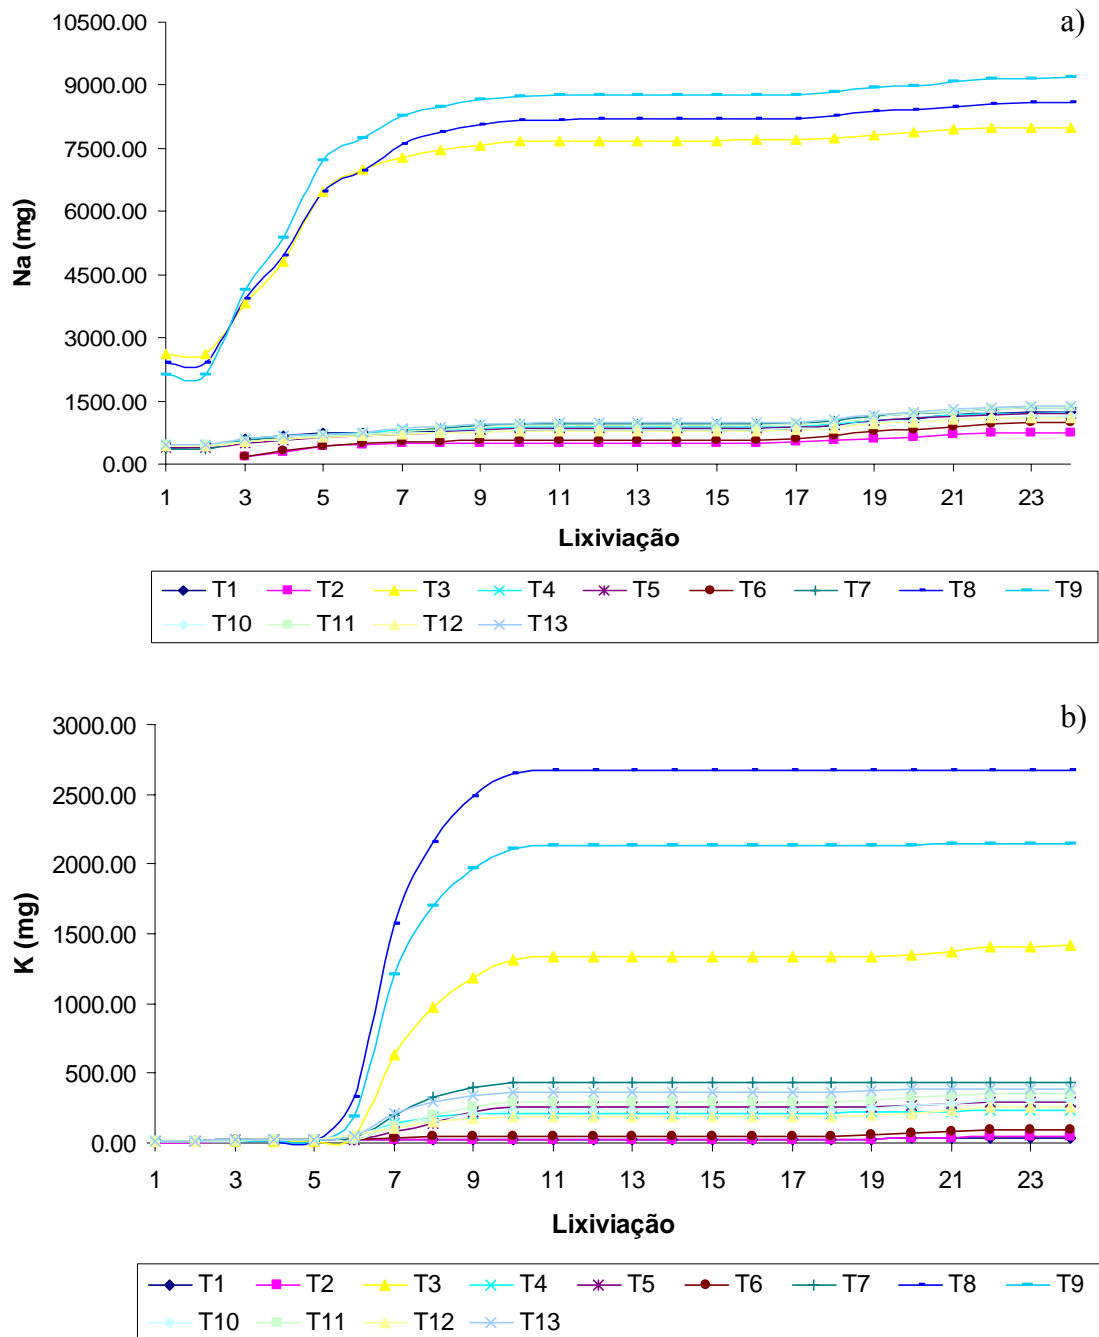 a)
10500.00
9000.00
7500.00
6000.00
4500.00
3000.00
1500.00
0.00
Na (mg)
1 3 5 7 9 11 13 15 17 19 21 23
Lixiviação
T1 T2 T3 T4 T5 T6 T7 T8 T9
T10 T11 T12 T13
b)
3000.00
2500.00
2000.00
1500.00
1000.00
500.00
0.00
K (mg)
1 3 5 7 9 11 13 15 17 19 21 23
Lixiviação
T1 T2 T3 T4 T5 T6 T7 T8 T9
T10 T11 T12 T13